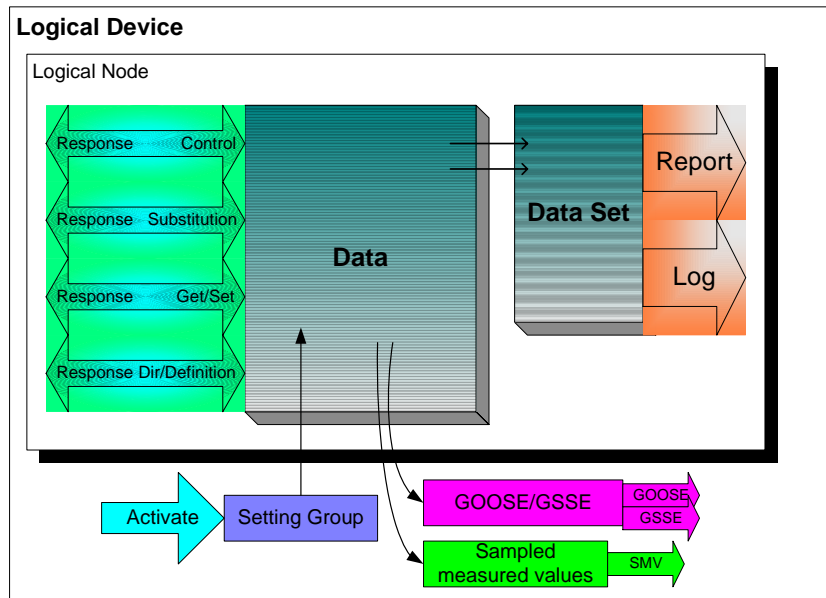 Logical Device
Logical Node
Response Control
Response Substitution
Response Get/Set
Response Dir/Definition
Data
Data Set
Report
Log
Activate
Setting Group
GOOSE/GSSE
GOOSE
GSSE
Sampled
measured values
SMV